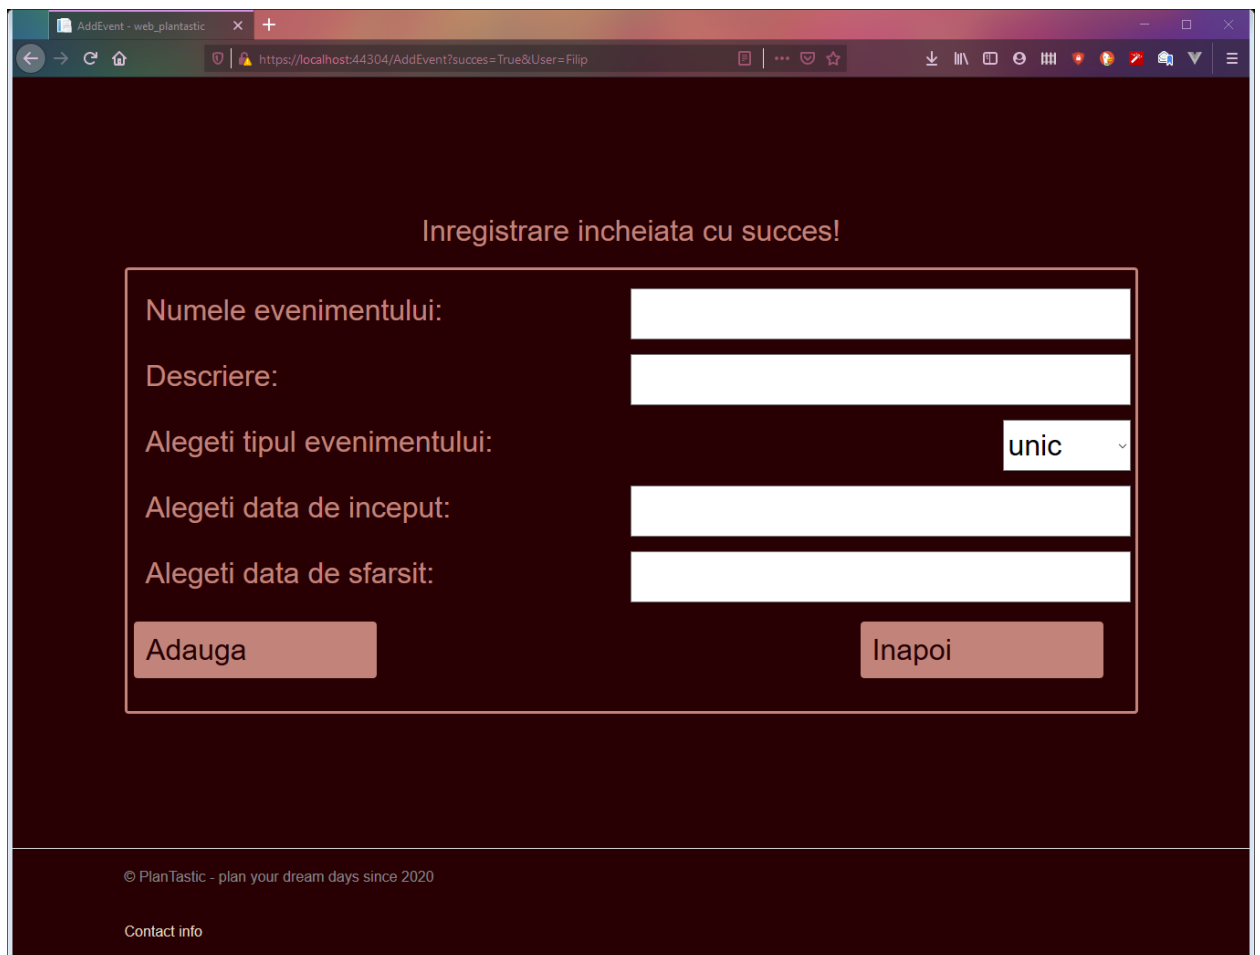 AddEvent - web_plantastic
https://localhost:44304/AddEvent?succes=True&User=Filip
Inregistrare incheiata cu succes!
Numele evenimentului:
Descriere:
Alegeti tipul evenimentului:
unic
Alegeti data de inceput:
Alegeti data de sfarsit:
Adauga
Inapoi
© PlanTastic - plan your dream days since 2020
Contact info